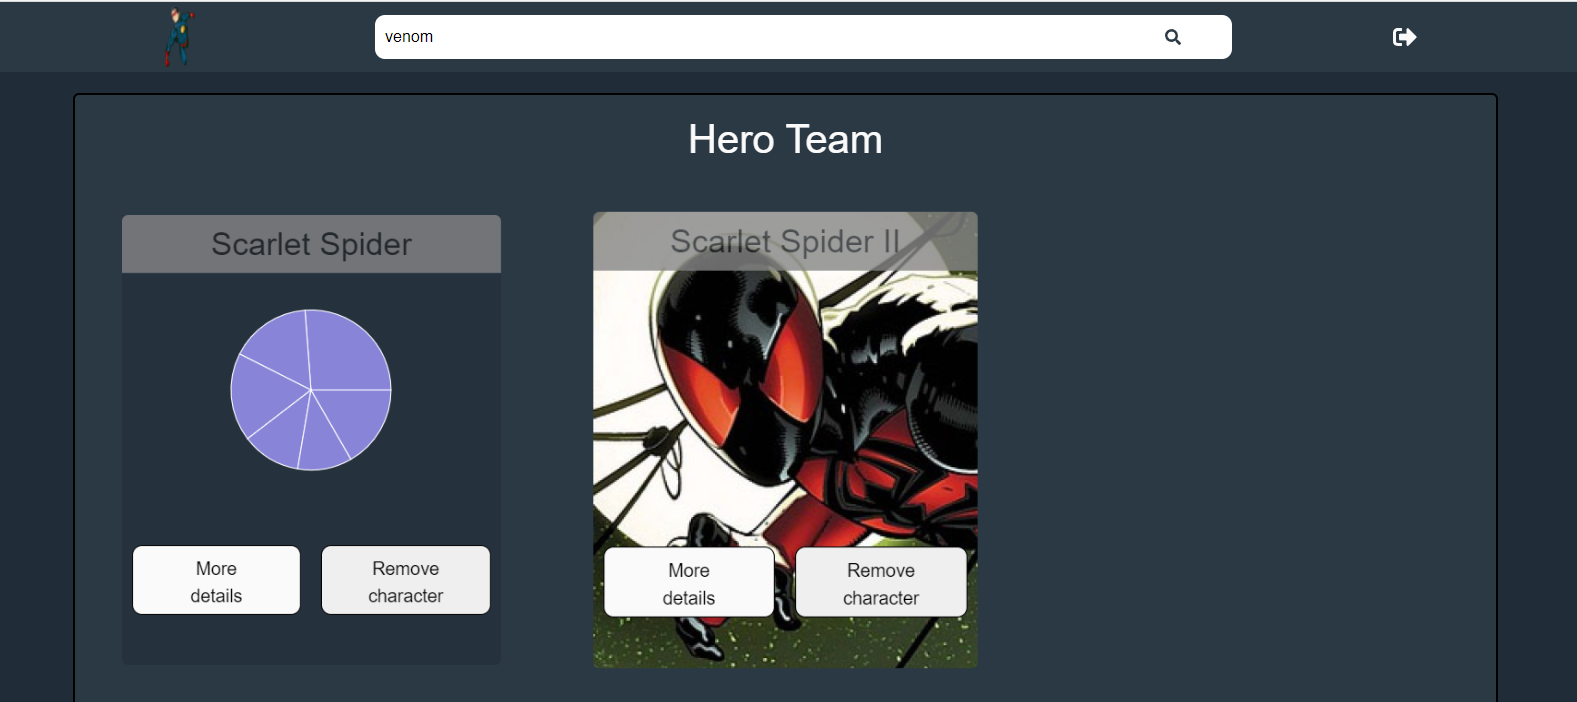 venom
Hero Team
Scarlet Spider
Scarlet Spider II
More
details
Remove
character
More
details
Remove
character